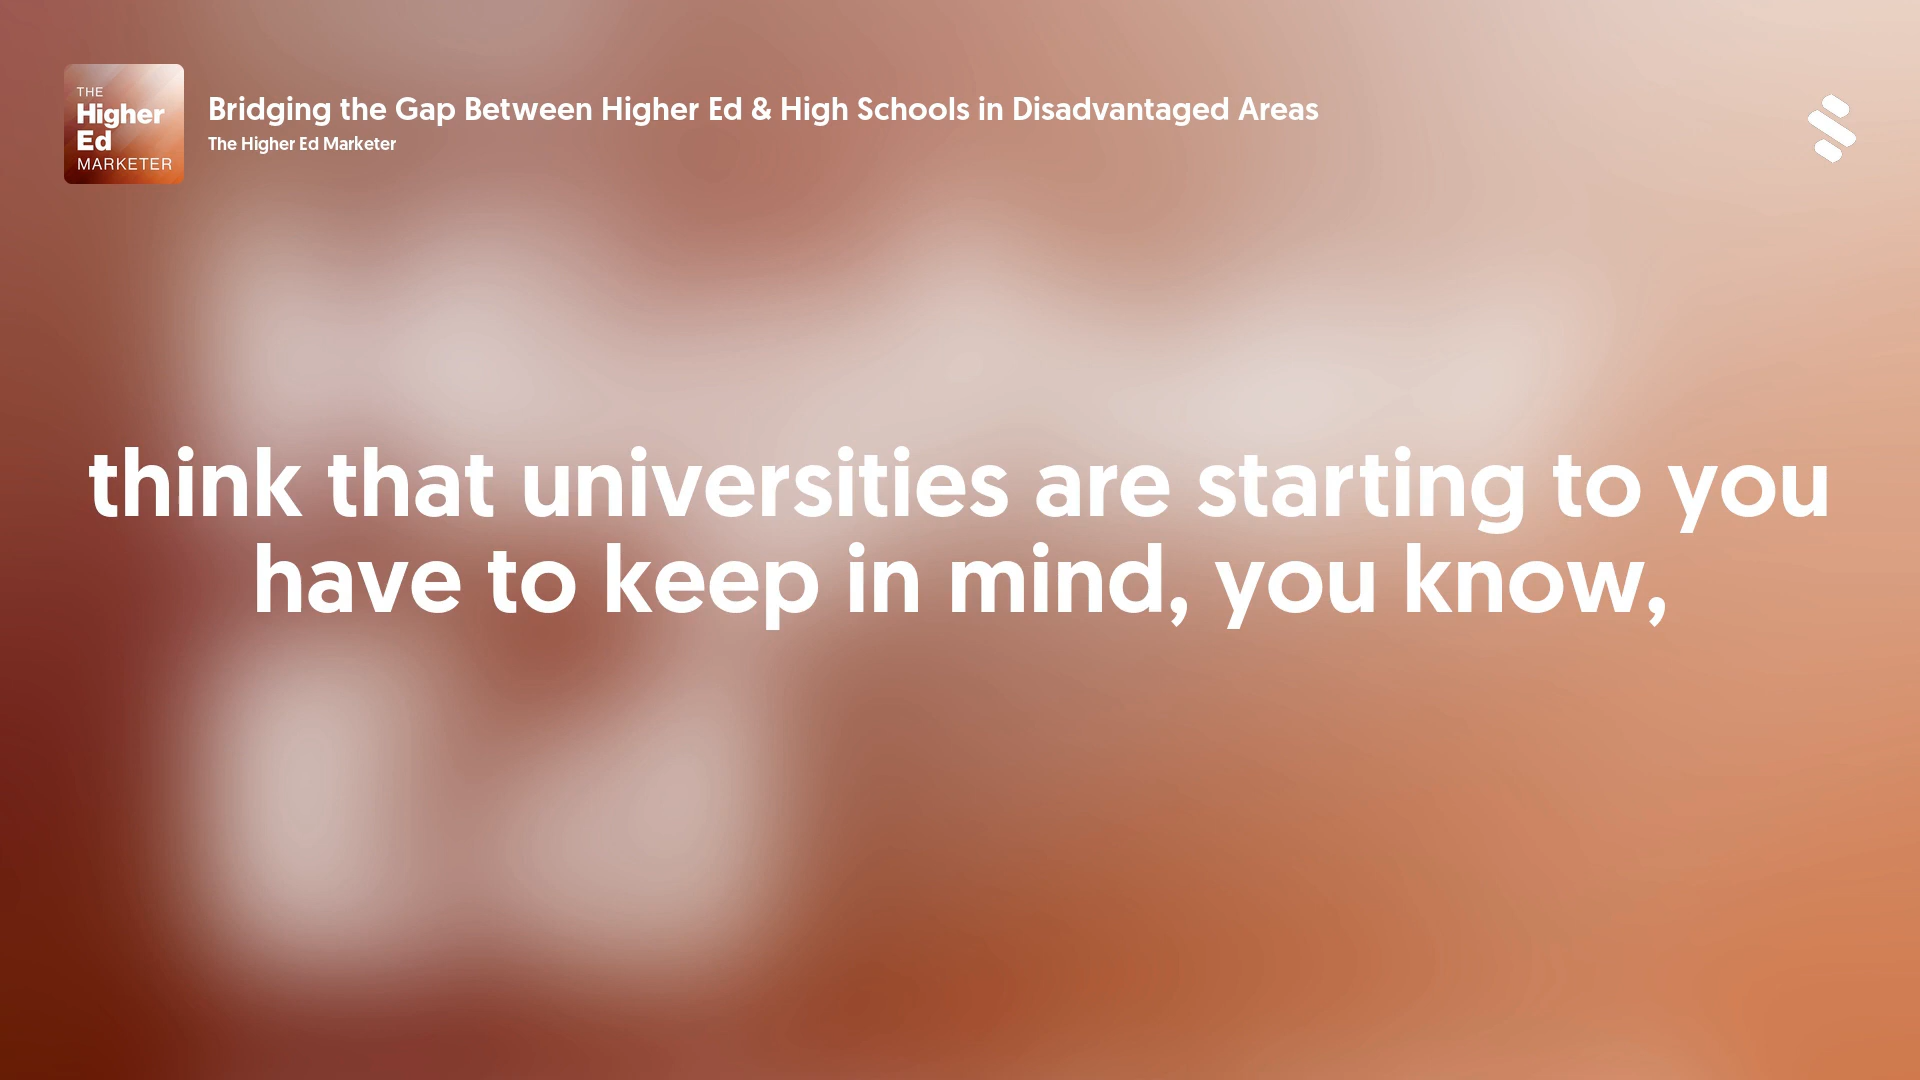 THE
Higher
Ed
MARKETER
Bridging the Gap Between Higher Ed & High Schools in Disadvantaged Areas
The Higher Ed Marketer
think that universities are starting to you
have to keep in mind, you know,